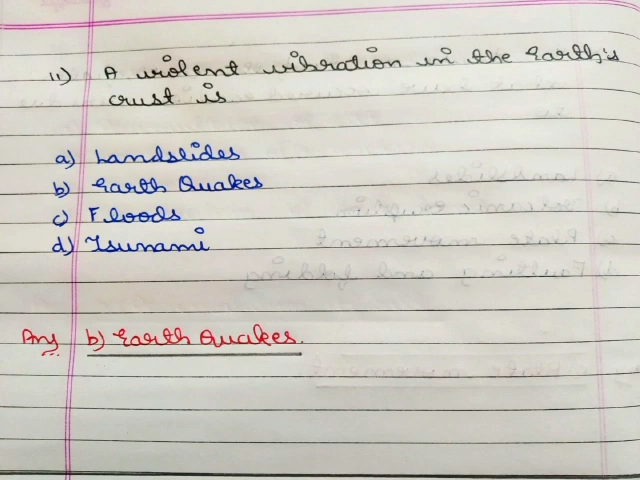 11) A violent vibration in the Earth's
crust is
a) Landslides
b) Earth Quakes
c) Floods
d) Tsunami
Ans b) Earth Quakes.